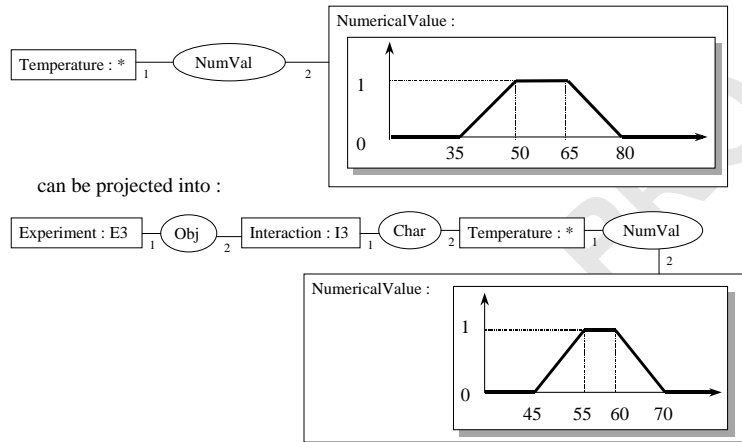 NumericalValue :
Temperature : *
1
NumVal
2
1
0
35 50 65 80
can be projected into :
Experiment : E3
1
Obj
2
Interaction : I3
1
Char
2
Temperature : *
1
NumVal
2
NumericalValue :
1
0
45 55 60 70
PRO